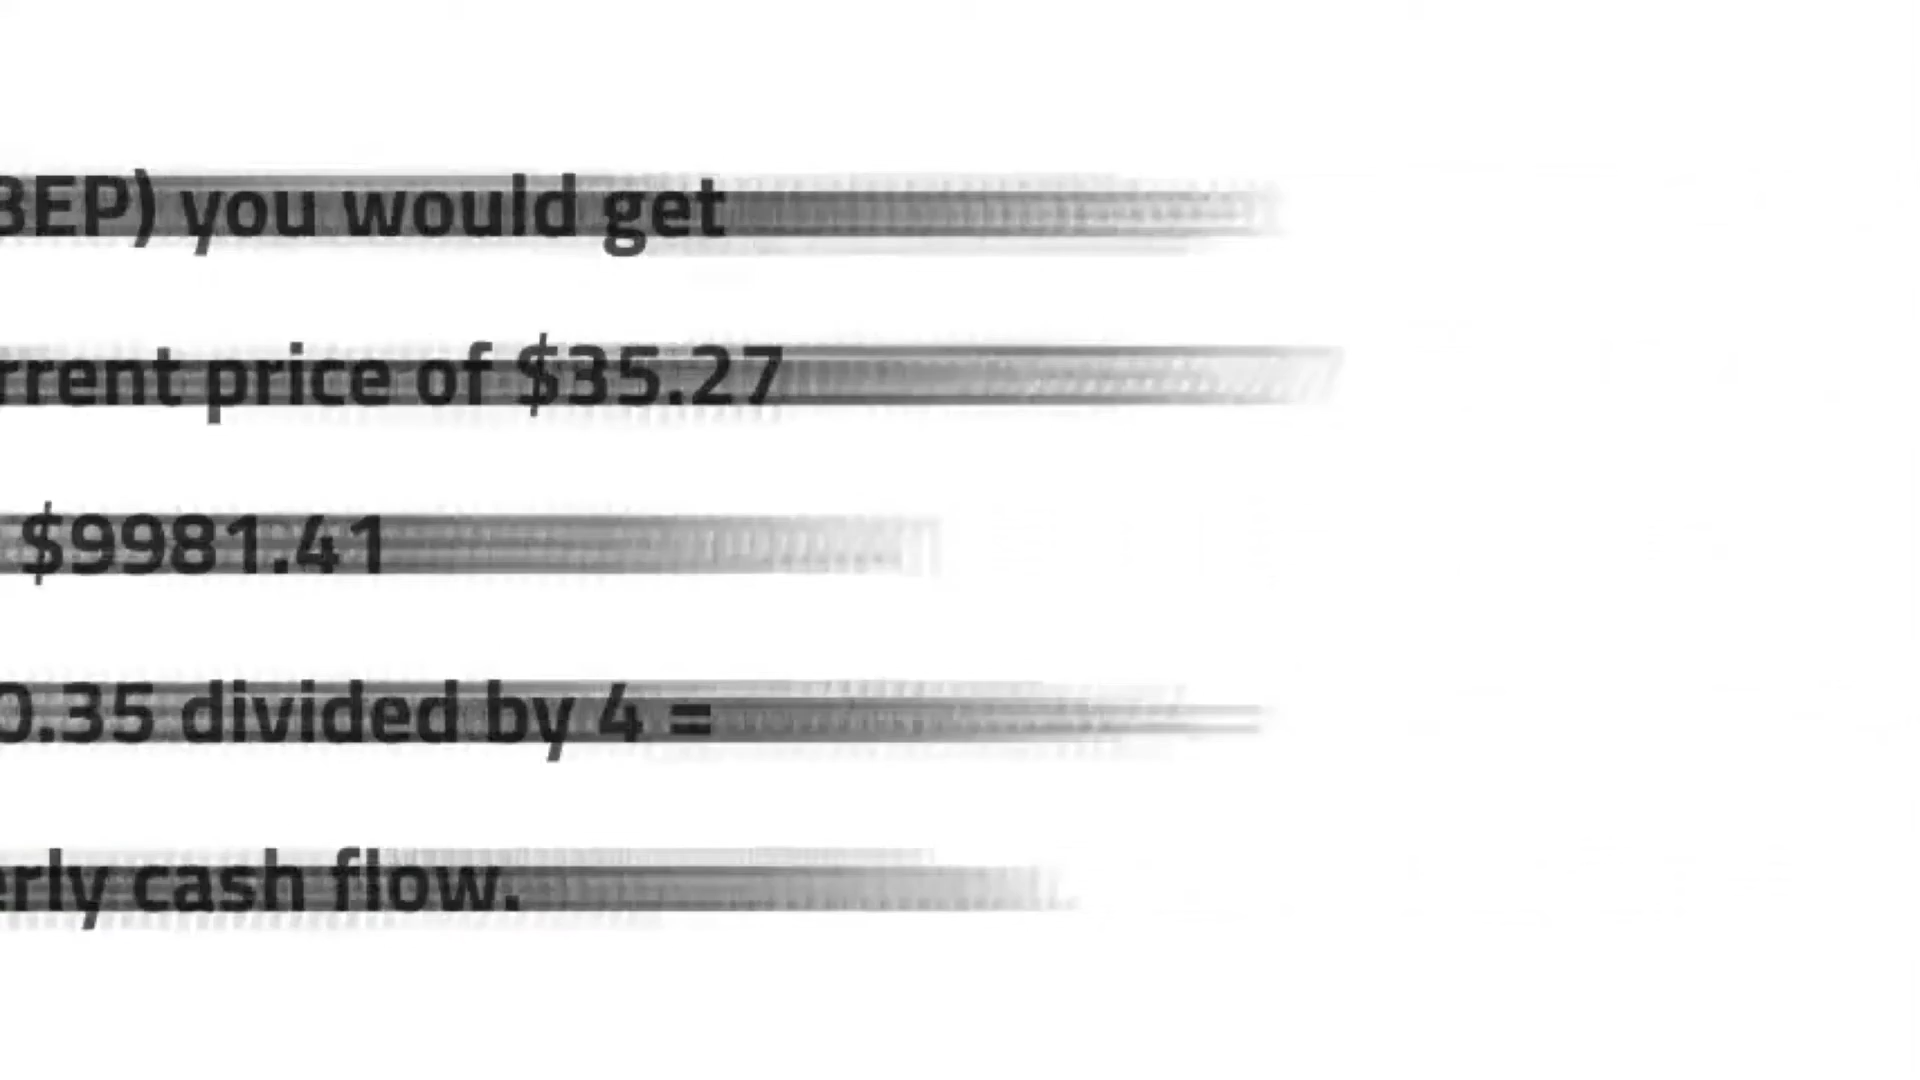 BEP) you would get
rrent price of $35.27
$9981.41
0.35 divided by 4 =
erly cash flow.